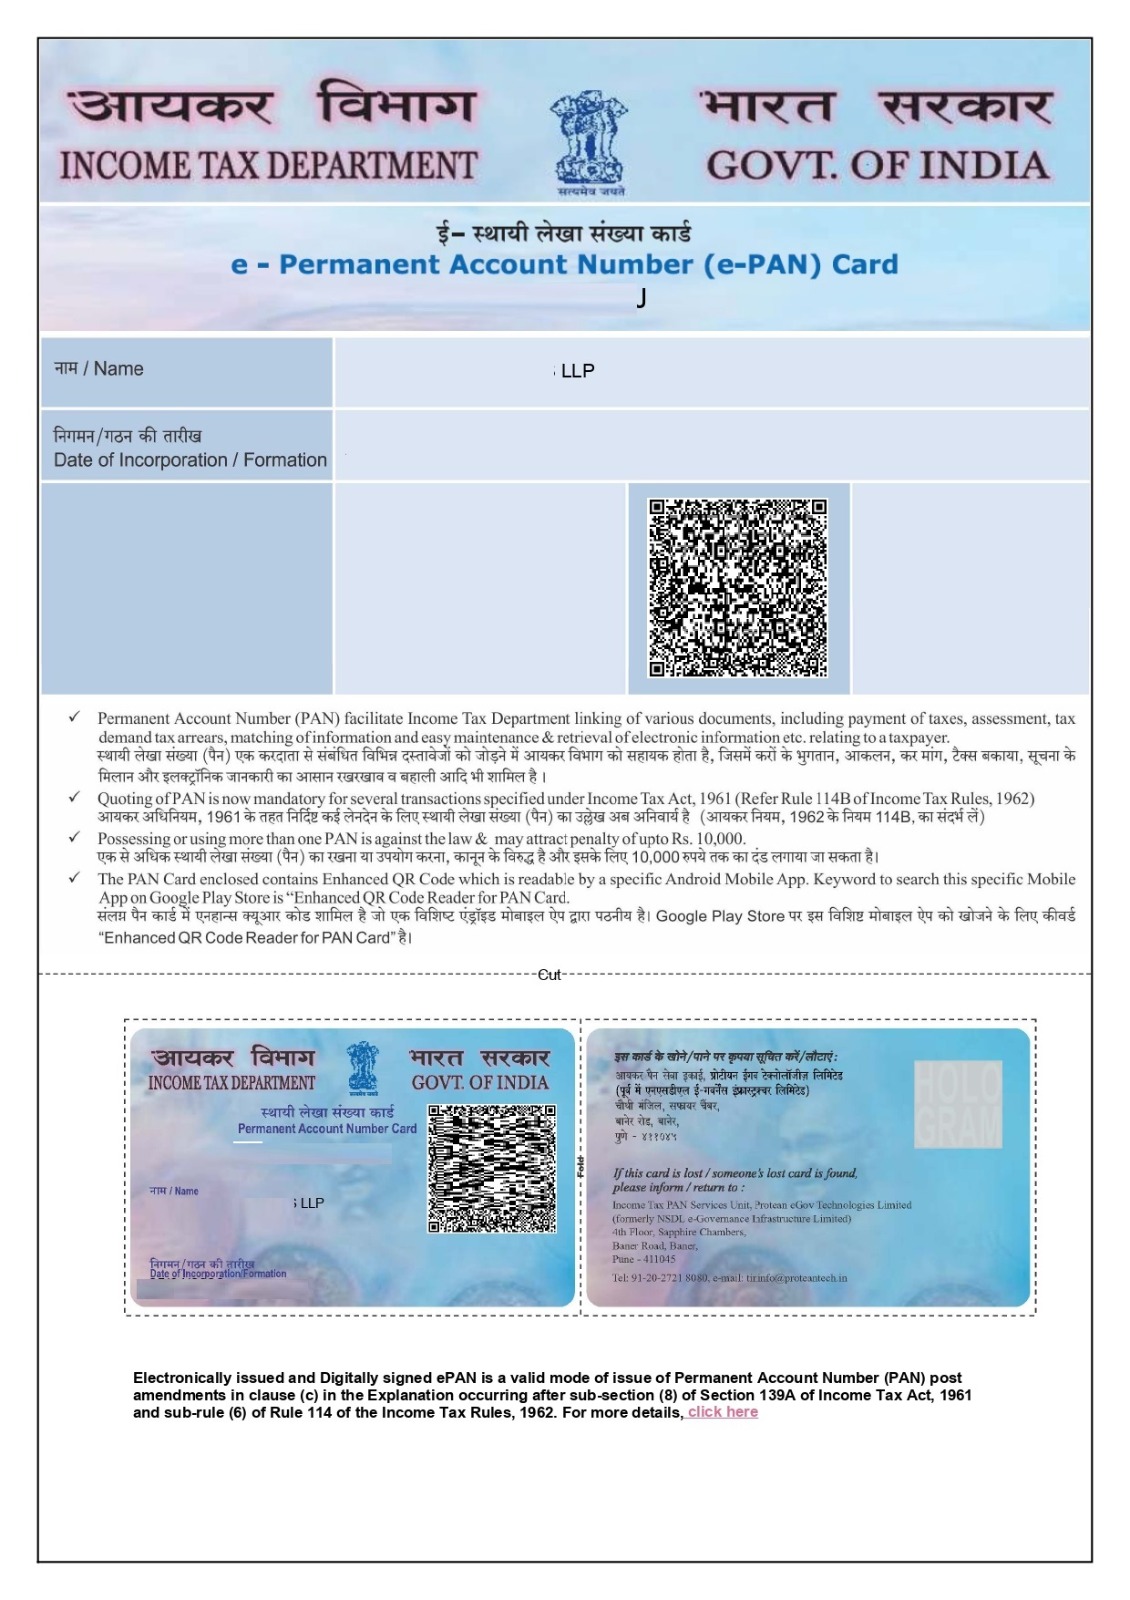 आयकर विभाग
INCOME TAX DEPARTMENT
सत्यमेव जयते
भारत सरकार
GOVT. OF INDIA
ई– स्थायी लेखा संख्या कार्ड
e - Permanent Account Number (e-PAN) Card
J
नाम / Name
LLP
निगमन/गठन की तारीख
Date of Incorporation / Formation
✓ Permanent Account Number (PAN) facilitate Income Tax Department linking of various documents, including payment of taxes, assessment, tax
demand tax arrears, matching of information and easy maintenance & retrieval of electronic information etc. relating to a taxpayer.
स्थायी लेखा संख्या (पैन) एक करदाता से संबंधित विभिन्न दस्तावेजों को जोड़ने में आयकर विभाग को सहायक होता है, जिसमें करों के भुगतान, आकलन, कर मांग, टैक्स बकाया, सूचना के
मिलान और इलक्ट्रॉनिक जानकारी का आसान रखरखाव व बहाली आदि भी शामिल है ।
✓ Quoting of PAN is now mandatory for several transactions specified under Income Tax Act, 1961 (Refer Rule 114B of Income Tax Rules, 1962)
आयकर अधिनियम, 1961 के तहत निर्दिष्ट कई लेनदेन के लिए स्थायी लेखा संख्या (पैन) का उल्लेख अब अनिवार्य है (आयकर नियम, 1962 के नियम 114B, का संदर्भ लें)
✓ Possessing or using more than one PAN is against the law & may attract penalty of upto Rs. 10,000.
एक से अधिक स्थायी लेखा संख्या (पैन) का रखना या उपयोग करना, कानून के विरुद्ध है और इसके लिए 10,000 रुपये तक का दंड लगाया जा सकता है।
✓ The PAN Card enclosed contains Enhanced QR Code which is readable by a specific Android Mobile App. Keyword to search this specific Mobile
App on Google Play Store is "Enhanced QR Code Reader for PAN Card.
संलग्न पैन कार्ड में एनहान्स क्यूआर कोड शामिल है जो एक विशिष्ट एंड्रॉइड मोबाइल ऐप द्वारा पठनीय है। Google Play Store पर इस विशिष्ट मोबाइल ऐप को खोजने के लिए कीवर्ड
"Enhanced QR Code Reader for PAN Card" है।
Cut
आयकर विभाग
INCOME TAX DEPARTMENT
सत्यमेव जयते
भारत सरकार
GOVT. OF INDIA
स्थायी लेखा संख्या कार्ड
Permanent Account Number Card
नाम / Name
LLP
निगमन/गठन की तारीख
Date of Incorporation/Formation
Fold
इस कार्ड के खोने/पाने पर कृपया सूचित करें/लौटाएं :
आयकर पैन सेवा इकाई, प्रोटीयन ईगव टेक्नोलॉजीज़ लिमिटेड
(पूर्व में एनएसडीएल ई-गवर्नेंस इंफ्रास्ट्रक्चर लिमिटेड)
चौथी मंजिल, सफायर चैंबर,
बानेर रोड, बानेर,
पुणे - ४११०४५
HOLO
GRAM
If this card is lost / someone's lost card is found,
please inform / return to :
Income Tax PAN Services Unit, Protean eGov Technologies Limited
(formerly NSDL e-Governance Infrastructure Limited)
4th Floor, Sapphire Chambers,
Baner Road, Baner,
Pune - 411045
Tel: 91-20-2721 8080, e-mail: tininfo@proteantech.in
Electronically issued and Digitally signed ePAN is a valid mode of issue of Permanent Account Number (PAN) post
amendments in clause (c) in the Explanation occurring after sub-section (8) of Section 139A of Income Tax Act, 1961
and sub-rule (6) of Rule 114 of the Income Tax Rules, 1962. For more details, click here